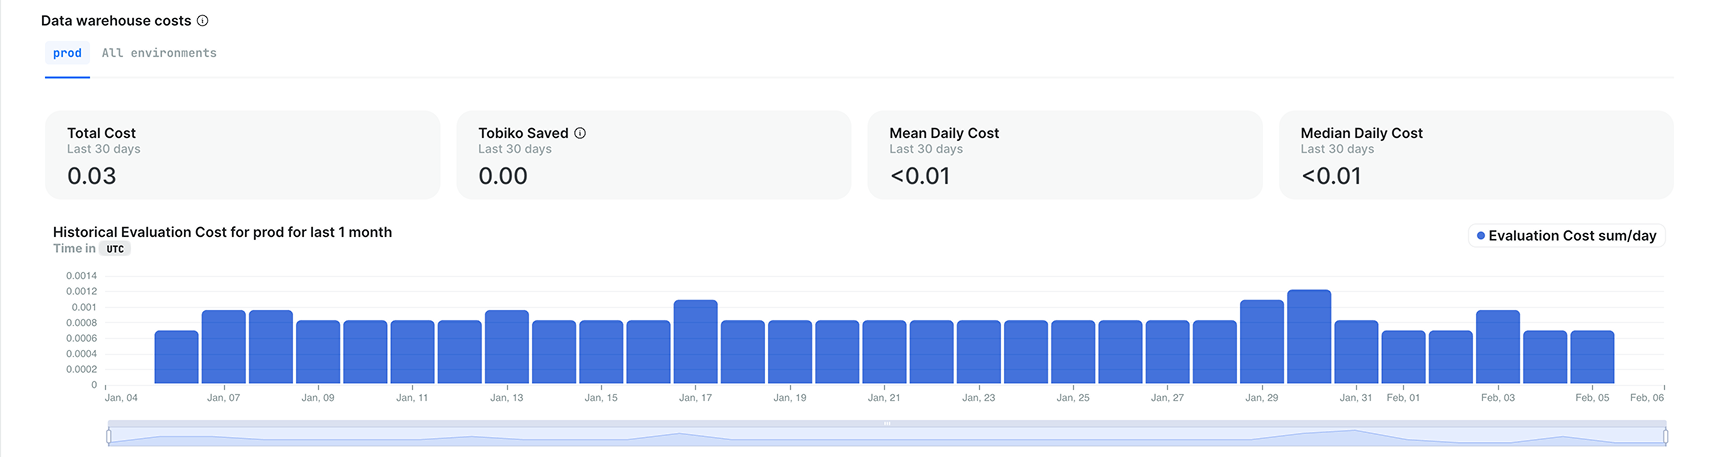 Data warehouse costs
prod All environments
Total Cost
Last 30 days
0.03
Tobiko Saved
Last 30 days
0.00
Mean Daily Cost
Last 30 days
<0.01
Median Daily Cost
Last 30 days
<0.01
Historical Evaluation Cost for prod for last 1 month
Time in UTC
Evaluation Cost sum/day
0.0014
0.0012
0.001
0.0008
0.0006
0.0004
0.0002
0
Jan, 04 Jan, 07 Jan, 09 Jan, 11 Jan, 13 Jan, 15 Jan, 17 Jan, 19 Jan, 21 Jan, 23 Jan, 25 Jan, 27 Jan, 29 Jan, 31 Feb, 01 Feb, 03 Feb, 05 Feb, 06